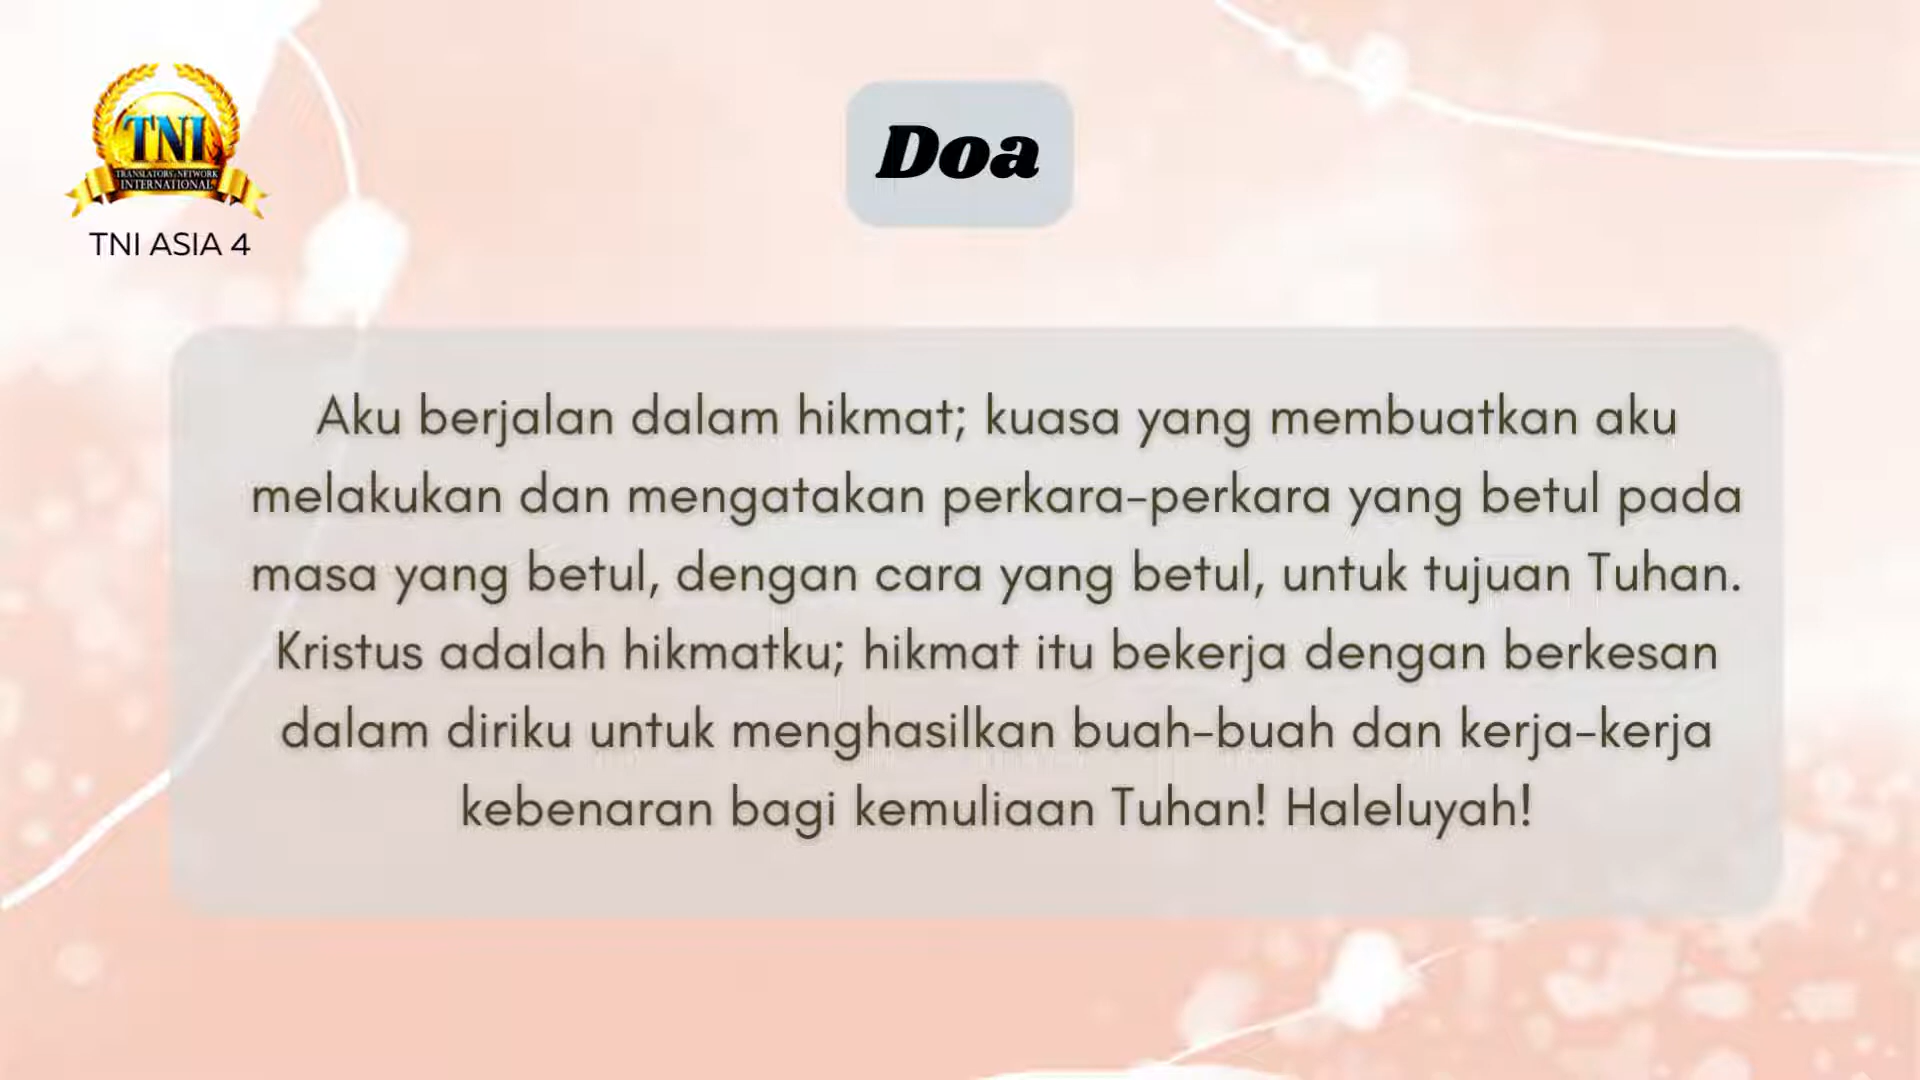 TNI
TRANSLATORS NETWORK
INTERNATIONAL
TNI ASIA 4
Doa
Aku berjalan dalam hikmat; kuasa yang membuatkan aku
melakukan dan mengatakan perkara-perkara yang betul pada
masa yang betul, dengan cara yang betul, untuk tujuan Tuhan.
Kristus adalah hikmatku; hikmat itu bekerja dengan berkesan
dalam diriku untuk menghasilkan buah-buah dan kerja-kerja
kebenaran bagi kemuliaan Tuhan! Haleluyah!